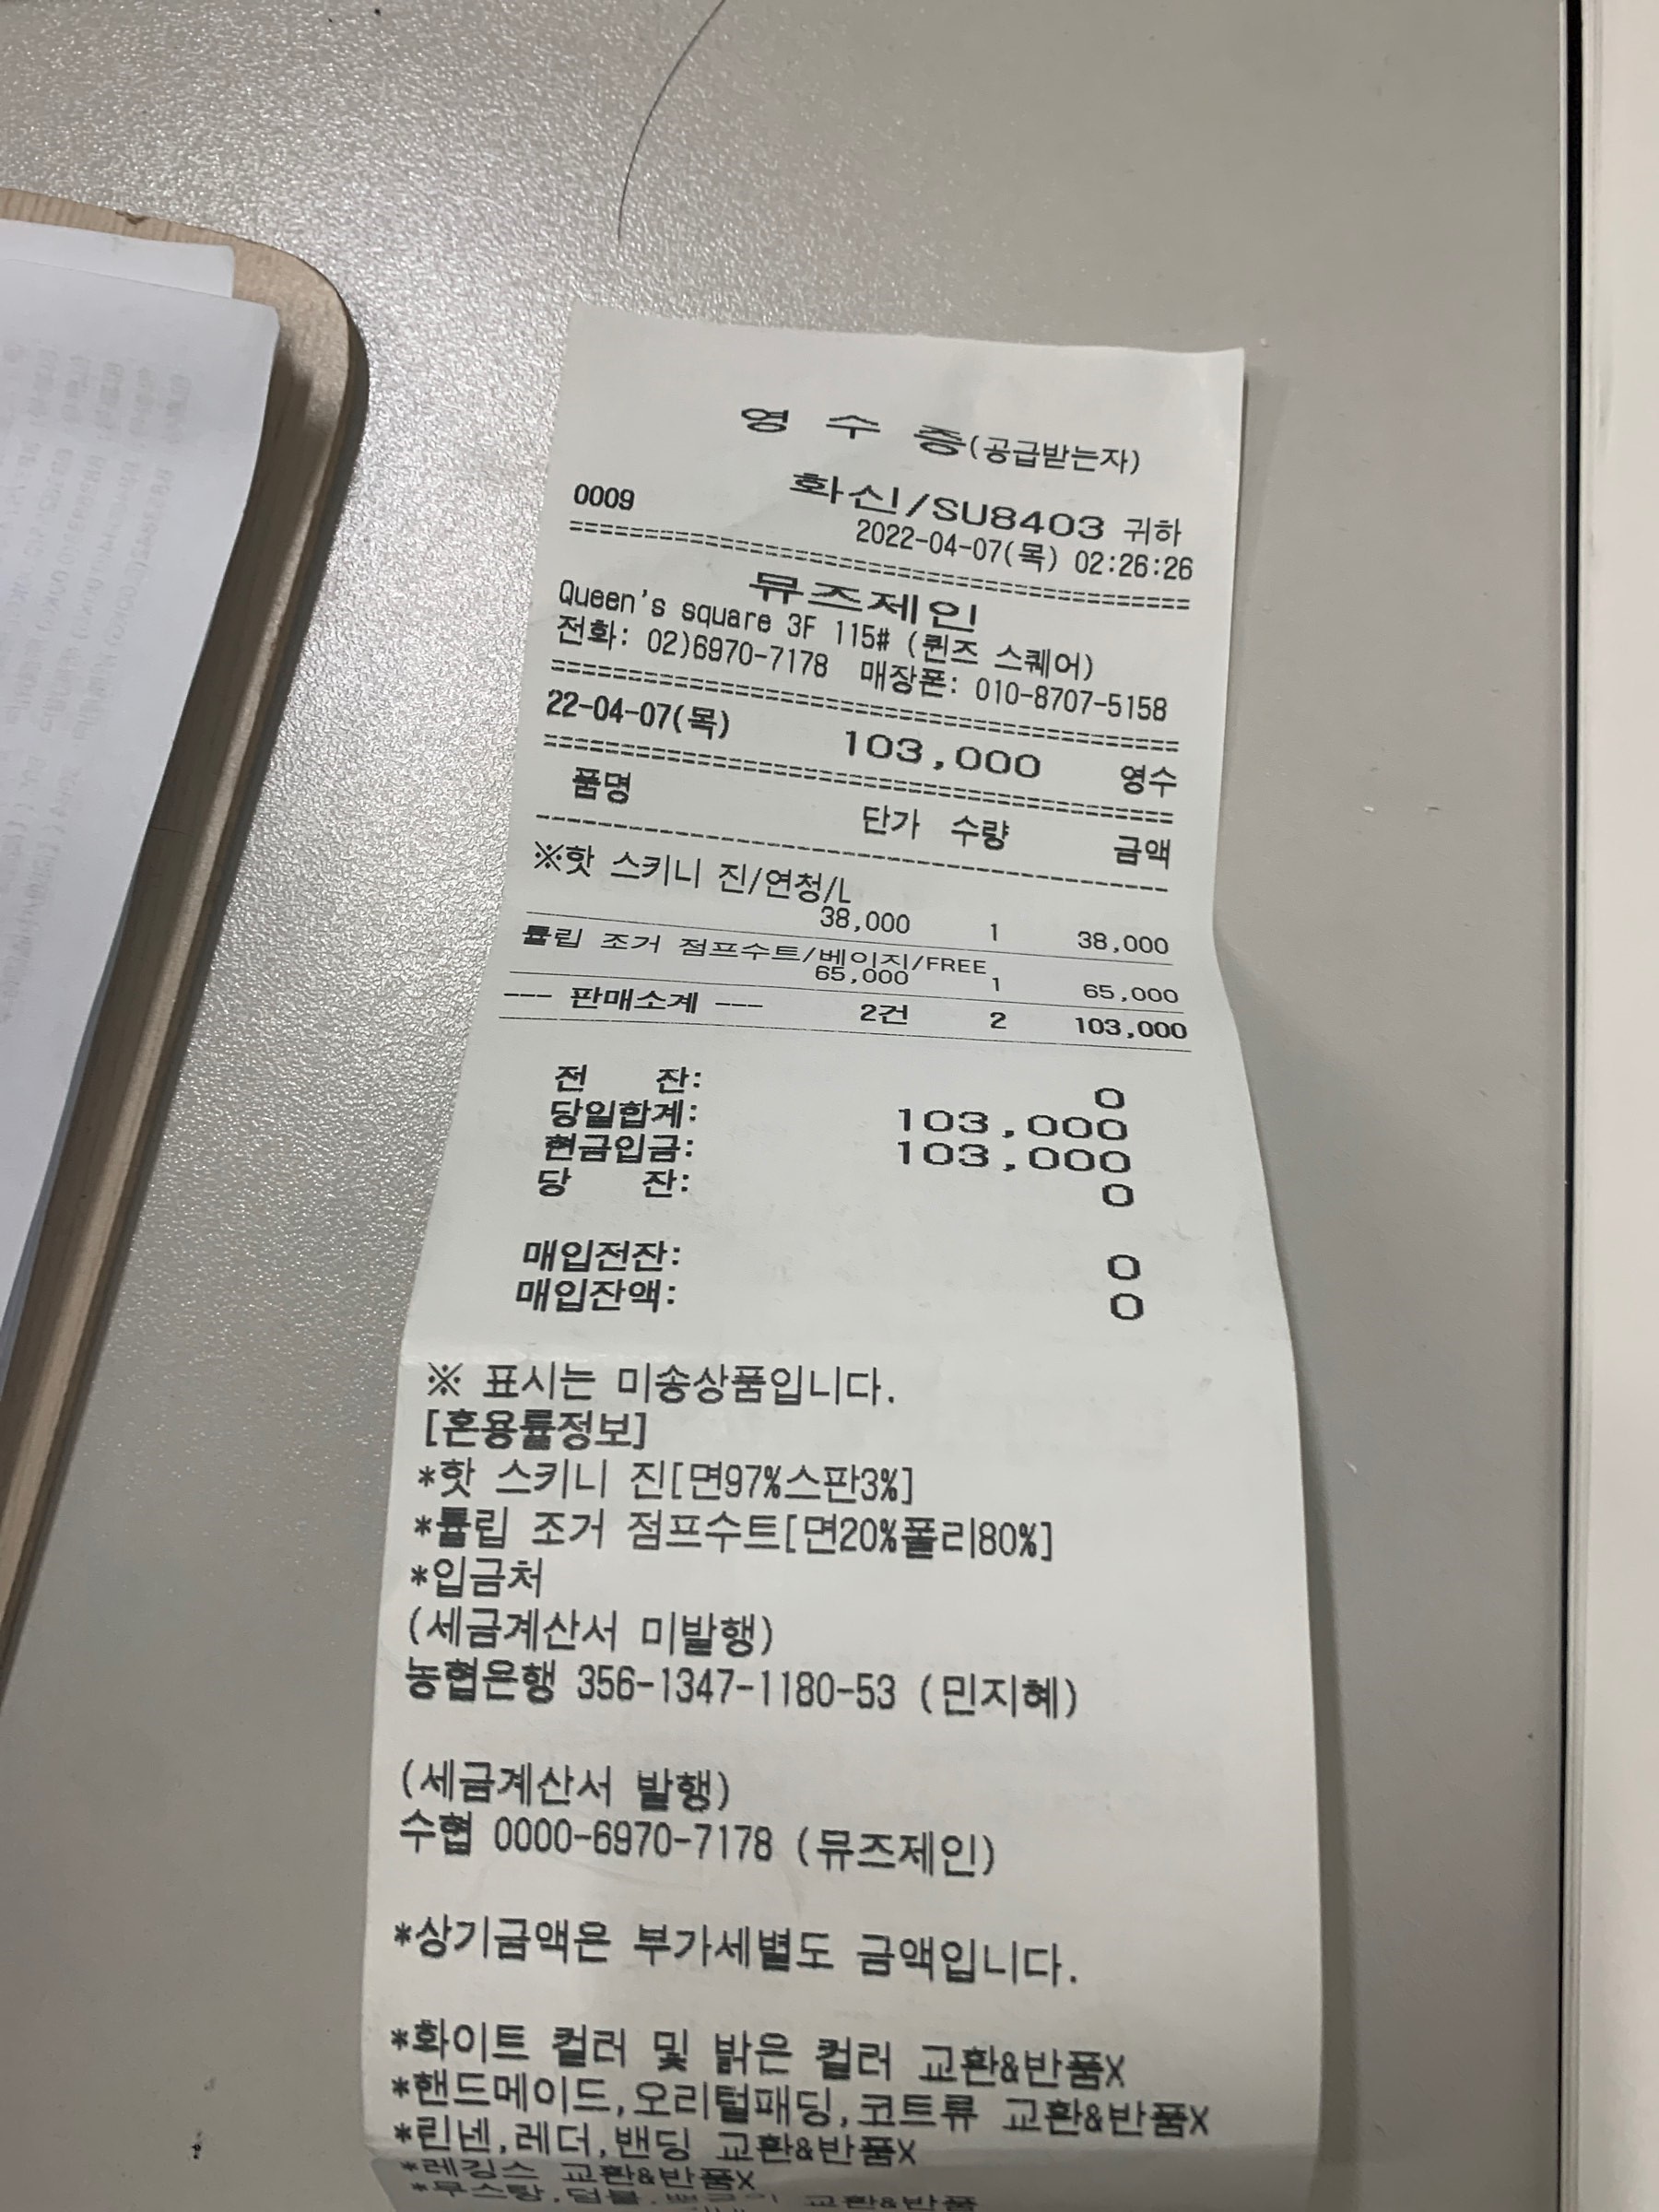 영 수 증(공급받는자)
0009 화신/SU8403 귀하
2022-04-07(목) 02:26:26
================================================
뮤즈제인
Queen's square 3F 115# (퀸즈 스퀘어)
전화: 02)6970-7178 매장폰: 010-8707-5158
================================================
22-04-07(목) 103,000 영수
================================================
품명 단가 수량 금액
------------------------------------------------
※핫 스키니 진/연청/L
38,000 1 38,000
튤립 조거 점프수트/베이지/FREE
65,000 1 65,000
--- 판매소계 --- 2건 2 103,000
전 잔: 0
당일합계: 103,000
현금입금: 103,000
당 잔: 0
매입전잔: 0
매입잔액: 0
※ 표시는 미송상품입니다.
[혼용률정보]
*핫 스키니 진[면97%스판3%]
*튤립 조거 점프수트[면20%폴리80%]
*입금처
(세금계산서 미발행)
농협은행 356-1347-1180-53 (민지혜)
(세금계산서 발행)
수협 0000-6970-7178 (뮤즈제인)
*상기금액은 부가세별도 금액입니다.
*화이트 컬러 및 밝은 컬러 교환&반품X
*핸드메이드,오리털패딩,코트류 교환&반품X
*린넨,레더,밴딩 교환&반품X
*레깅스 교환&반품X
*무스탕,덤블, 교환&반품